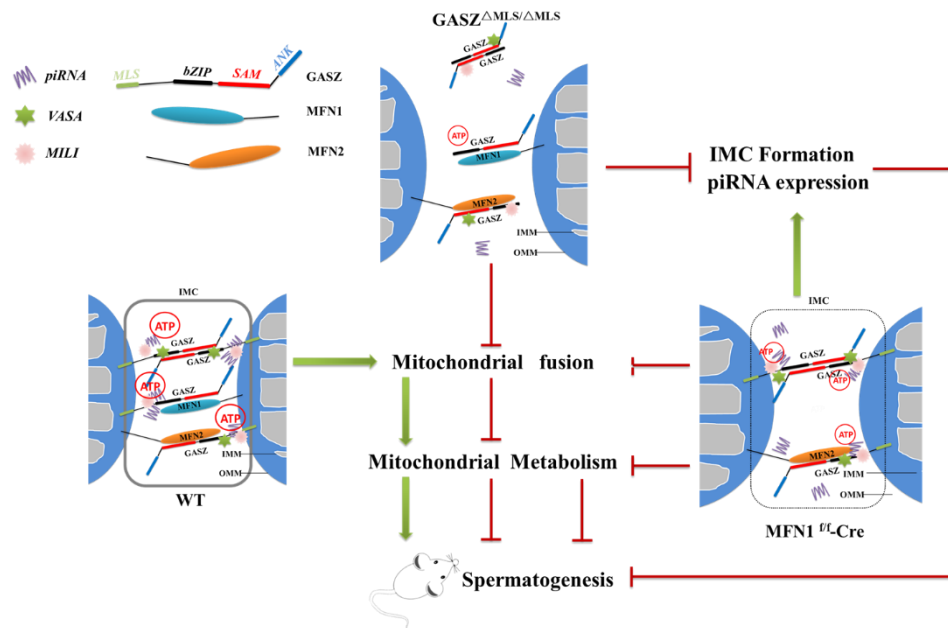 GASZ△MLS/△MLS
MLS bZIP SAM ANK GASZ
piRNA
VASA
MILI
MFN1
MFN2
GASZ
GASZ
ATP
GASZ
MFN1
MFN2
GASZ
IMM
OMM
IMC Formation
piRNA expression
IMC
ATP
GASZ
GASZ
ATP
GASZ
MFN1
ATP
MFN2
GASZ
IMM
OMM
WT
Mitochondrial fusion
Mitochondrial Metabolism
Spermatogenesis
IMC
ATP
GASZ
GASZ
ATP
ATP
MFN2
GASZ
IMM
OMM
MFN1 f/f-Cre